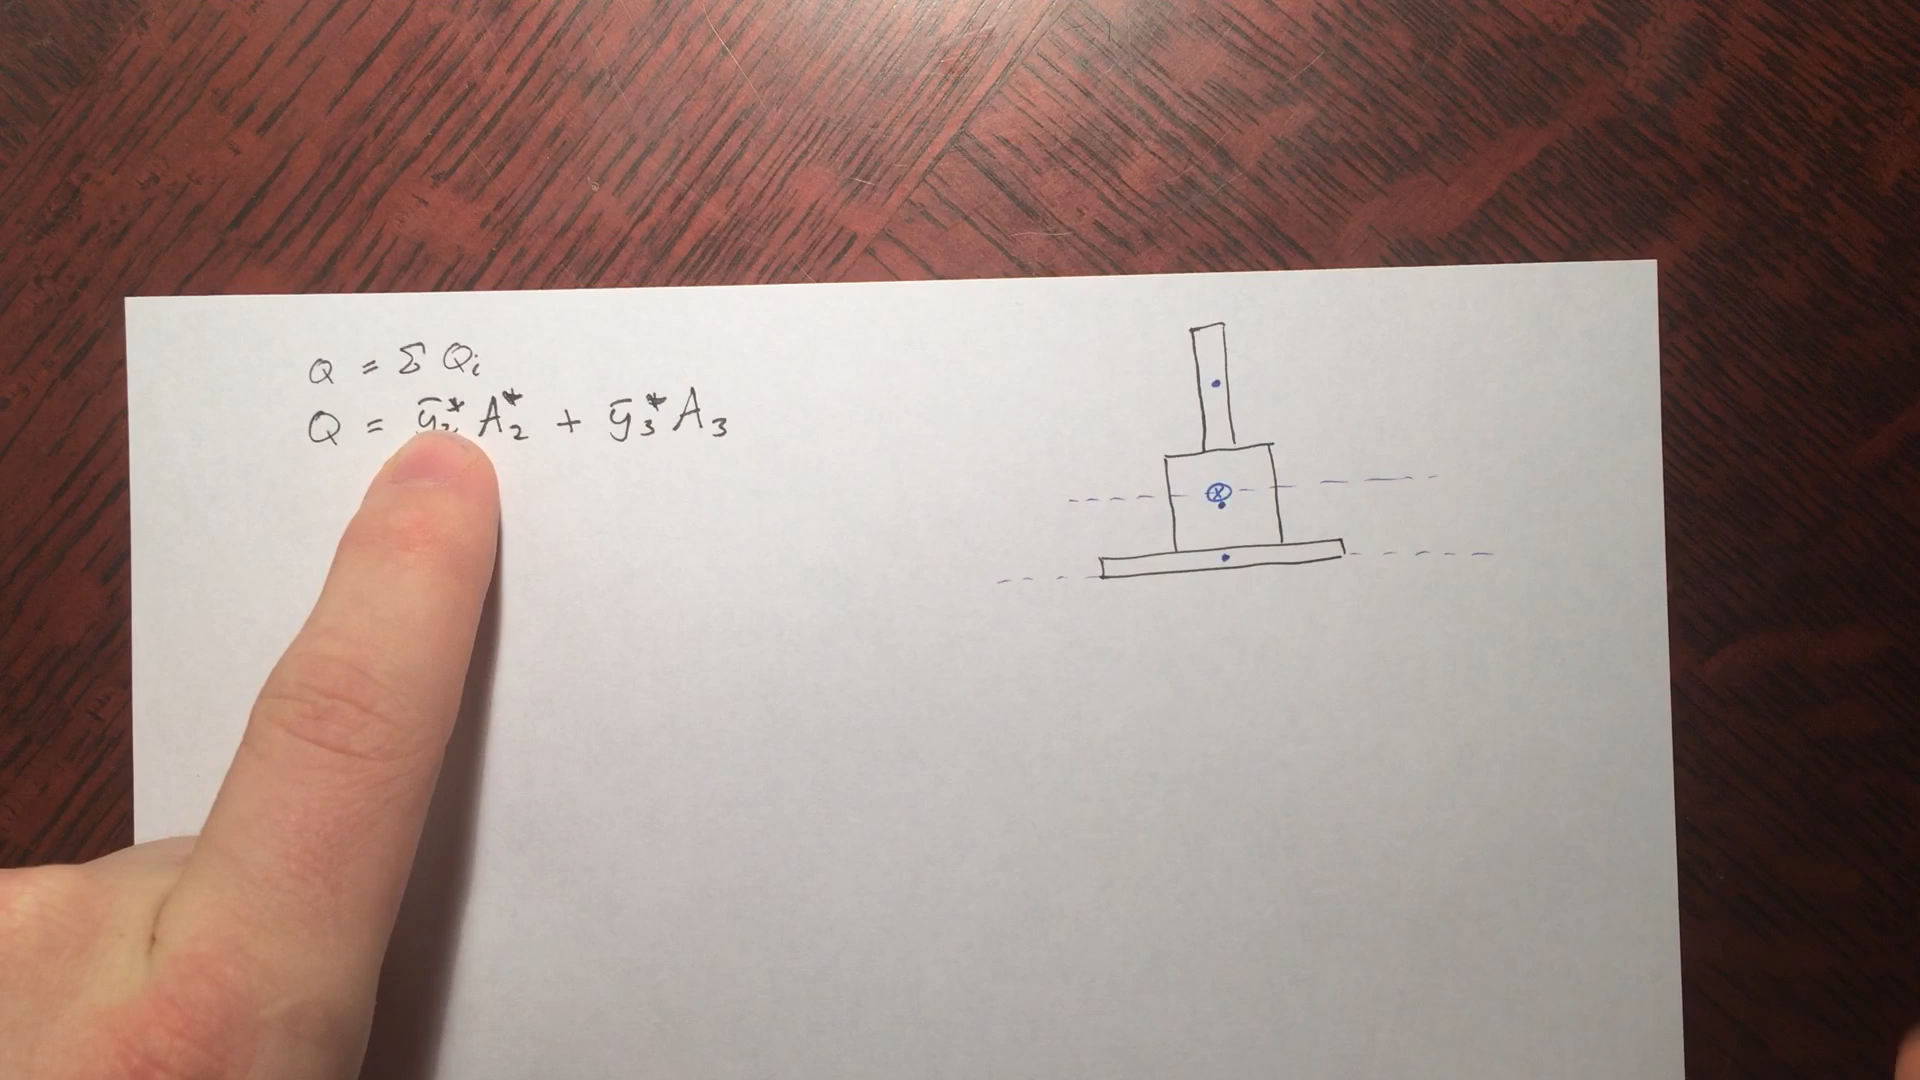 Q = Σ Qi
Q = ȳ₂* A₂* + ȳ₃* A₃